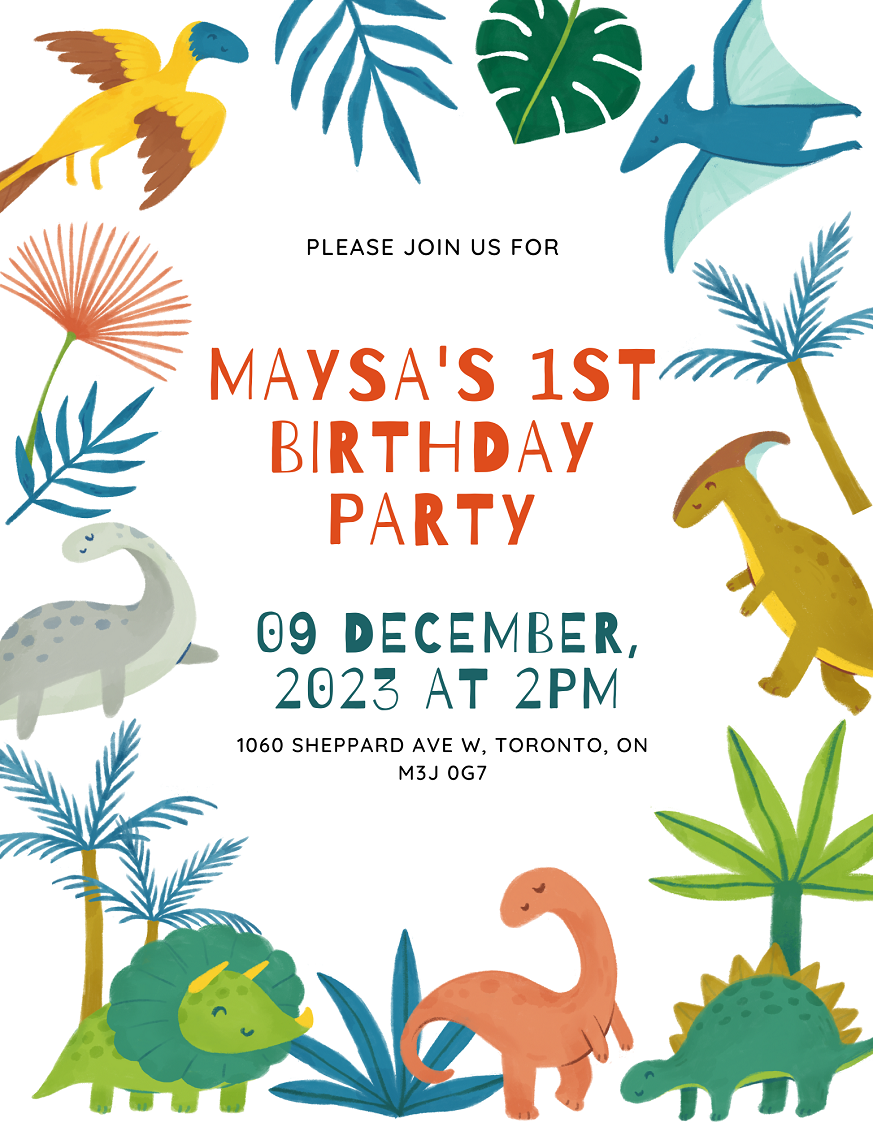 PLEASE JOIN US FOR
MAYSA'S 1ST
BIRTHDAY
PARTY
09 DECEMBER,
2023 AT 2PM
1060 SHEPPARD AVE W, TORONTO, ON
M3J 0G7